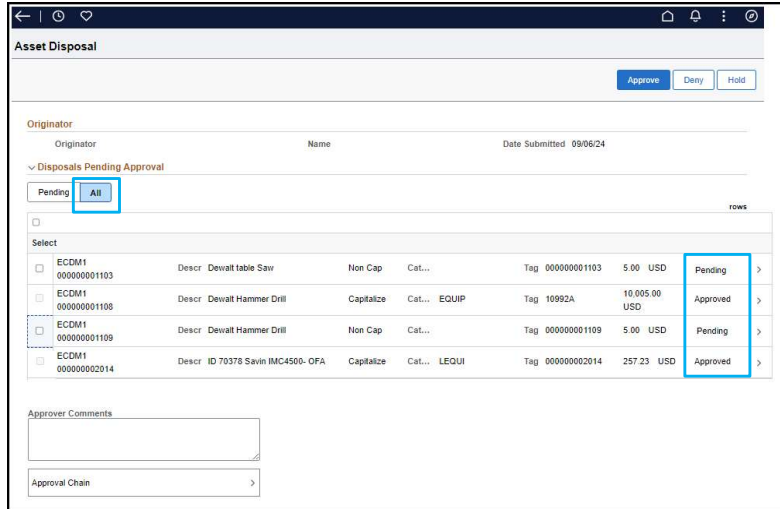 Asset Disposal
Approve Deny Hold
Originator
Originator Name Date Submitted 09/06/24
Disposals Pending Approval
Pending All
rows
Select
ECDM1
000000001103 Descr Dewalt table Saw Non Cap Cat... Tag 000000001103 5.00 USD Pending
ECDM1
000000001108 Descr Dewalt Hammer Drill Capitalize Cat... EQUIP Tag 10992A 10,005.00 USD Approved
ECDM1
000000001109 Descr Dewalt Hammer Drill Non Cap Cat... Tag 000000001109 5.00 USD Pending
ECDM1
000000002014 Descr ID 70378 Savin IMC4500- OFA Capitalize Cat... LEQUI Tag 000000002014 257.23 USD Approved
Approver Comments
Approval Chain